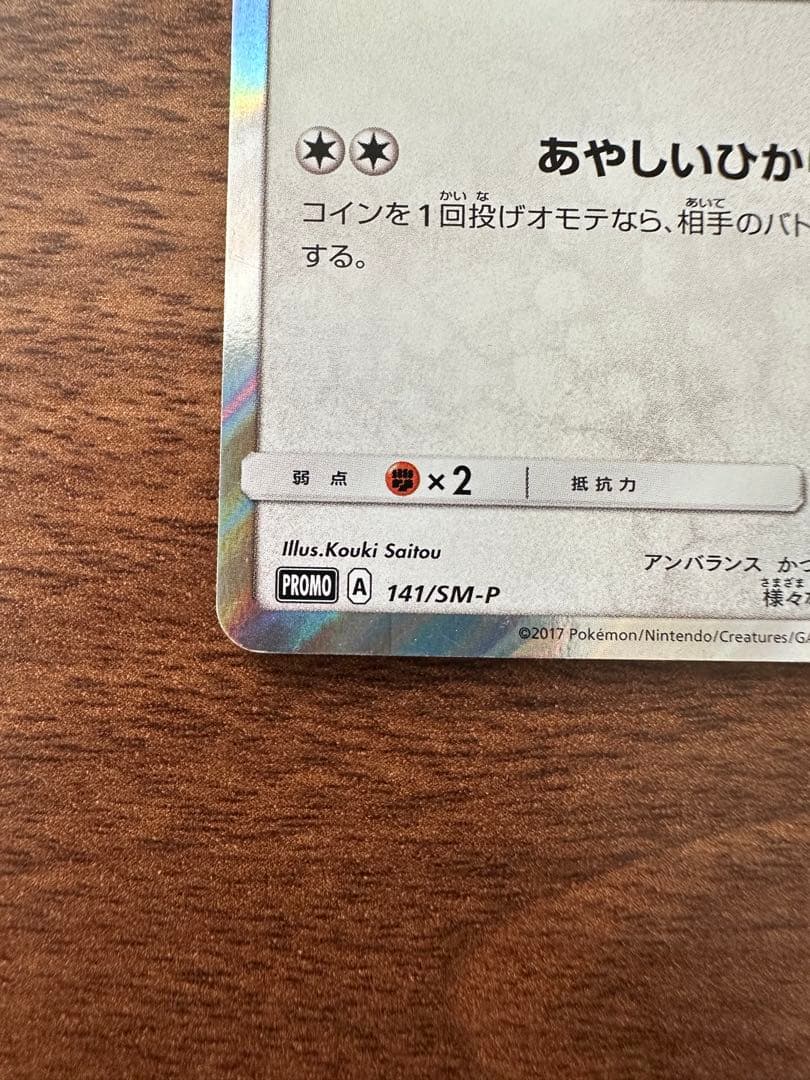 あやしいひかり
コインを1回投げオモテなら、相手のバト
かい な
あいて
する。
弱点 ×2 抵抗力
Illus.Kouki Saitou
アンバランス かつ
PROMO A 141/SM-P
さまざま
様々な
©2017 Pokémon/Nintendo/Creatures/GA